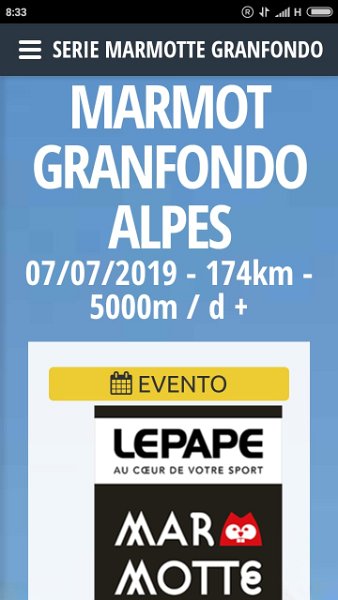 8:33
R
H
SERIE MARMOTTE GRANFONDO
MARMOT
GRANFONDO
ALPES
07/07/2019 - 174km -
5000m / d +
EVENTO
LEPAPE
AU CŒUR DE VOTRE SPORT
MAR
MOTTE